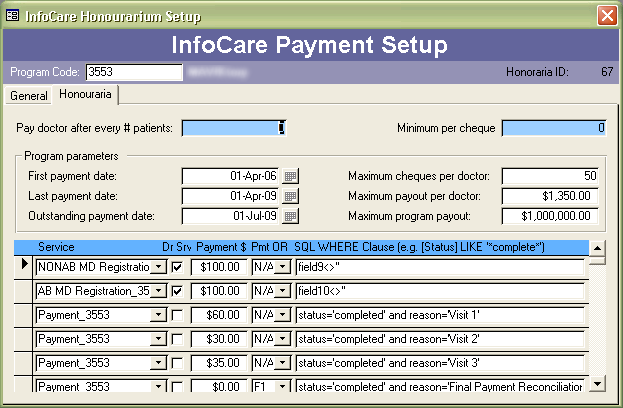 InfoCare Honourarium Setup
InfoCare Payment Setup
Program Code: 3553 Honoraria ID: 67
General Honouraria
Pay doctor after every # patients: Minimum per cheque 0
Program parameters
First payment date: 01-Apr-06 Maximum cheques per doctor: 50
Last payment date: 01-Apr-09 Maximum payout per doctor: $1,350.00
Outstanding payment date: 01-Jul-09 Maximum program payout: $1,000,000.00
Service Dr Srv Payment $ Pmt OR SQL WHERE Clause (e.g. [Status] LIKE '*complete*')
NONAB MD Registratio $100.00 N/A field9<>''
AB MD Registration_35 $100.00 N/A field10<>''
Payment_3553 $60.00 N/A status='completed' and reason='Visit 1'
Payment_3553 $30.00 N/A status='completed' and reason='Visit 2'
Payment_3553 $35.00 N/A status='completed' and reason='Visit 3'
Payment_3553 $0.00 F1 status='completed' and reason='Final Payment Reconciliation